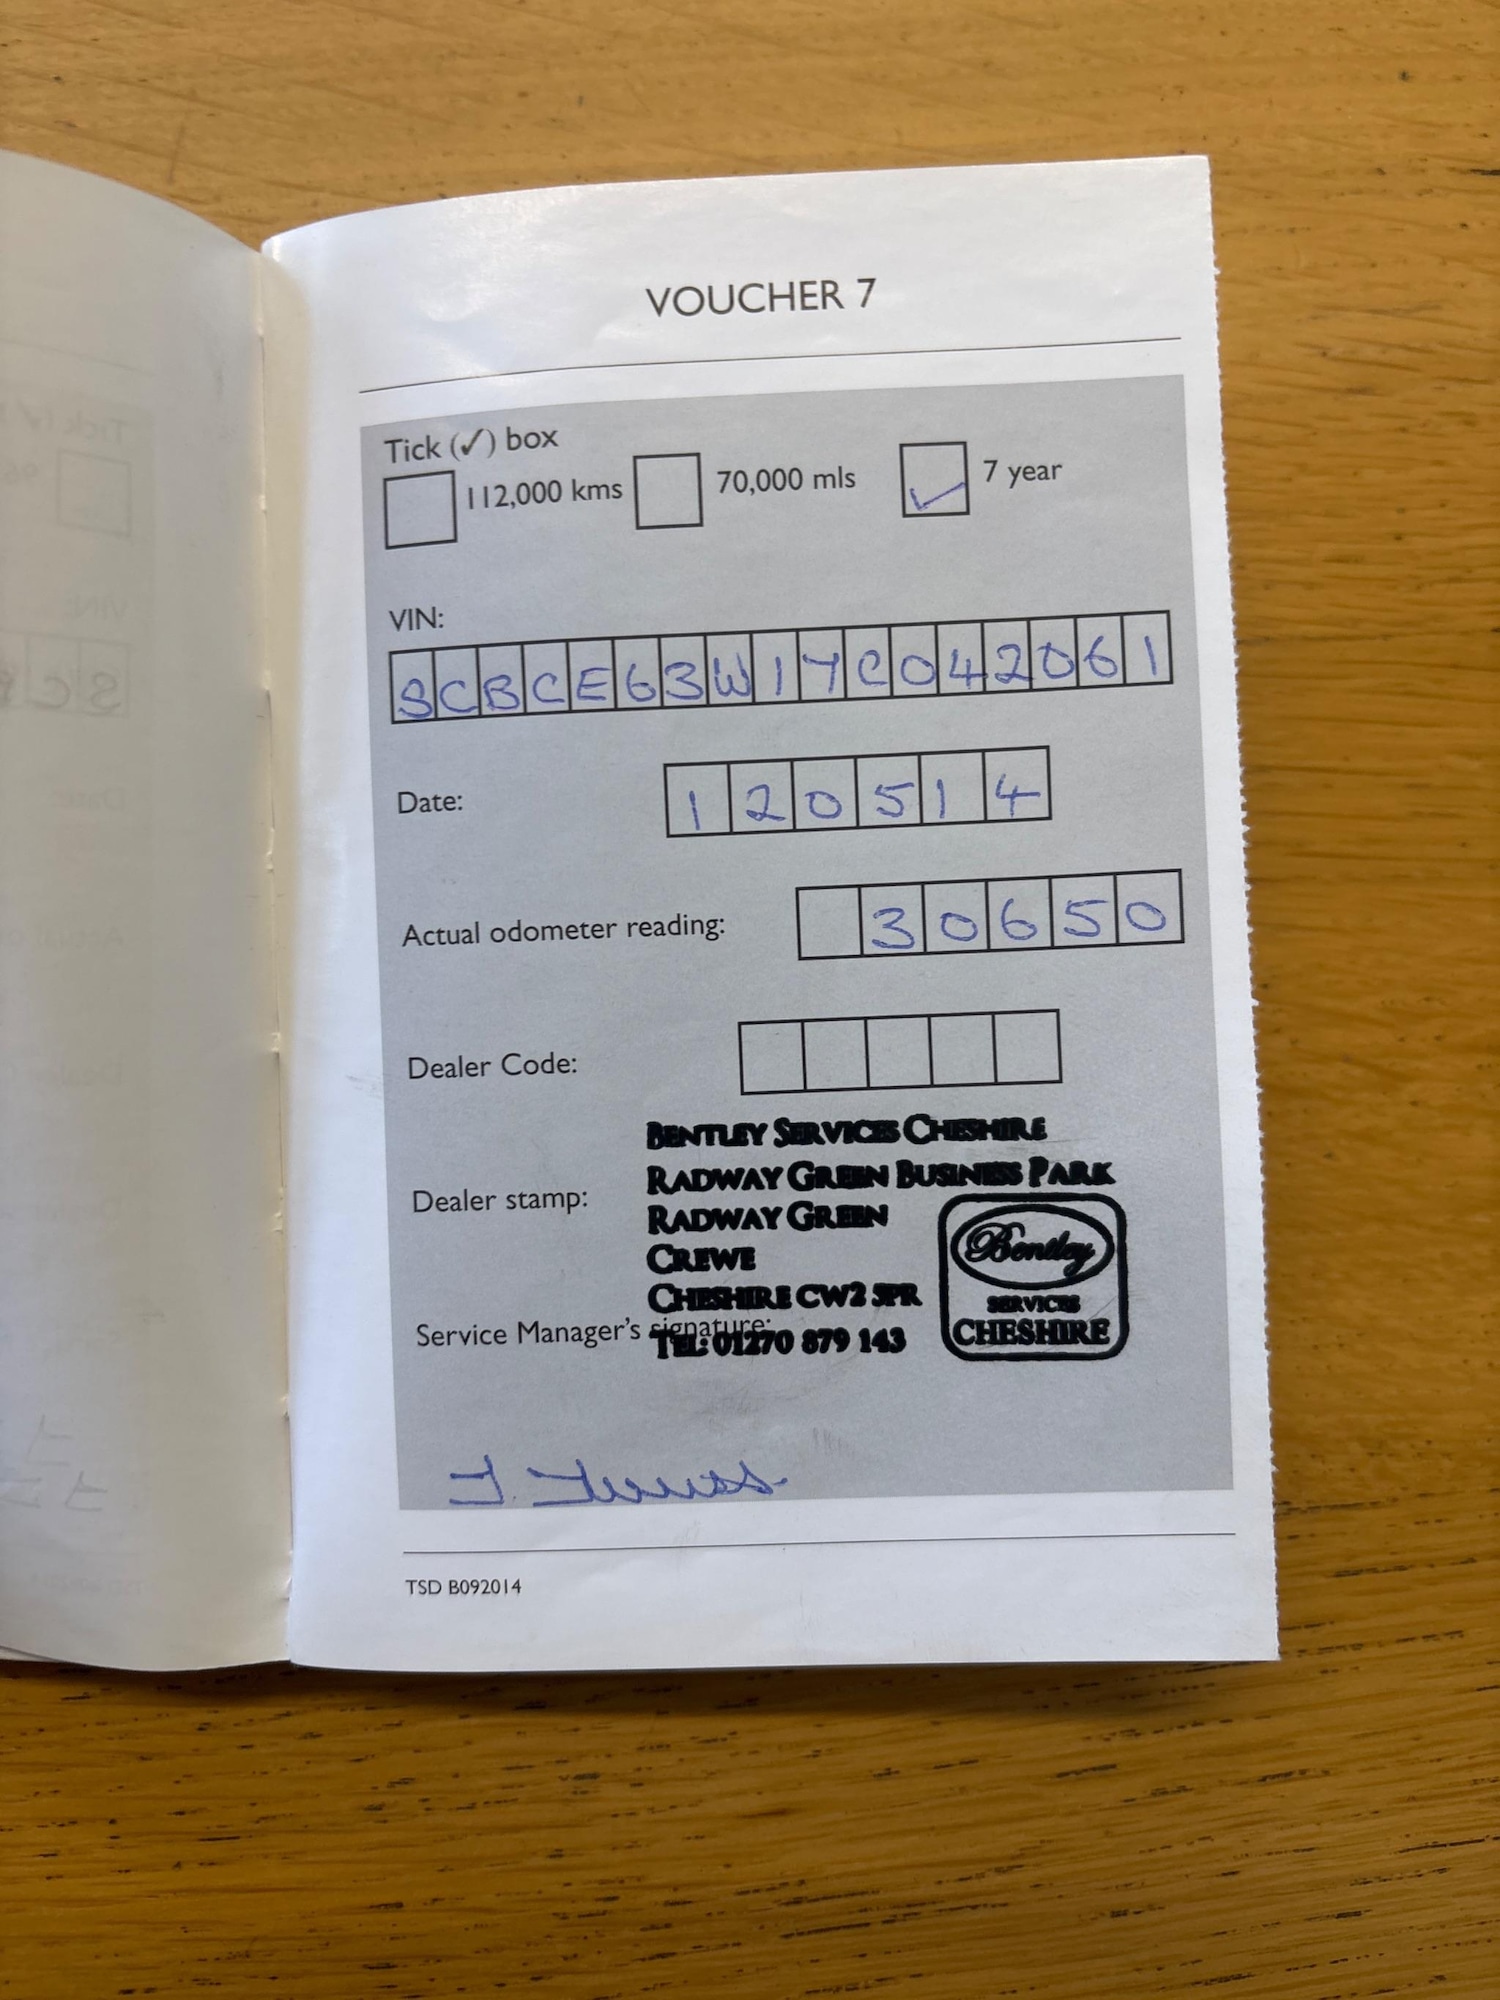 VOUCHER 7
Tick (✓) box
112,000 kms 70,000 mls ✓ 7 year
VIN:
SCBCE63W17C042061
Date: 120514
Actual odometer reading: 30650
Dealer Code:
BENTLEY SERVICES CHESHIRE
RADWAY GREEN BUSINESS PARK
Dealer stamp:
RADWAY GREEN
CREWE
CHESHIRE CW2 5PR
Service Manager's signature:
TEL: 01270 879 143
Bentley
SERVICES
CHESHIRE
TSD B092014